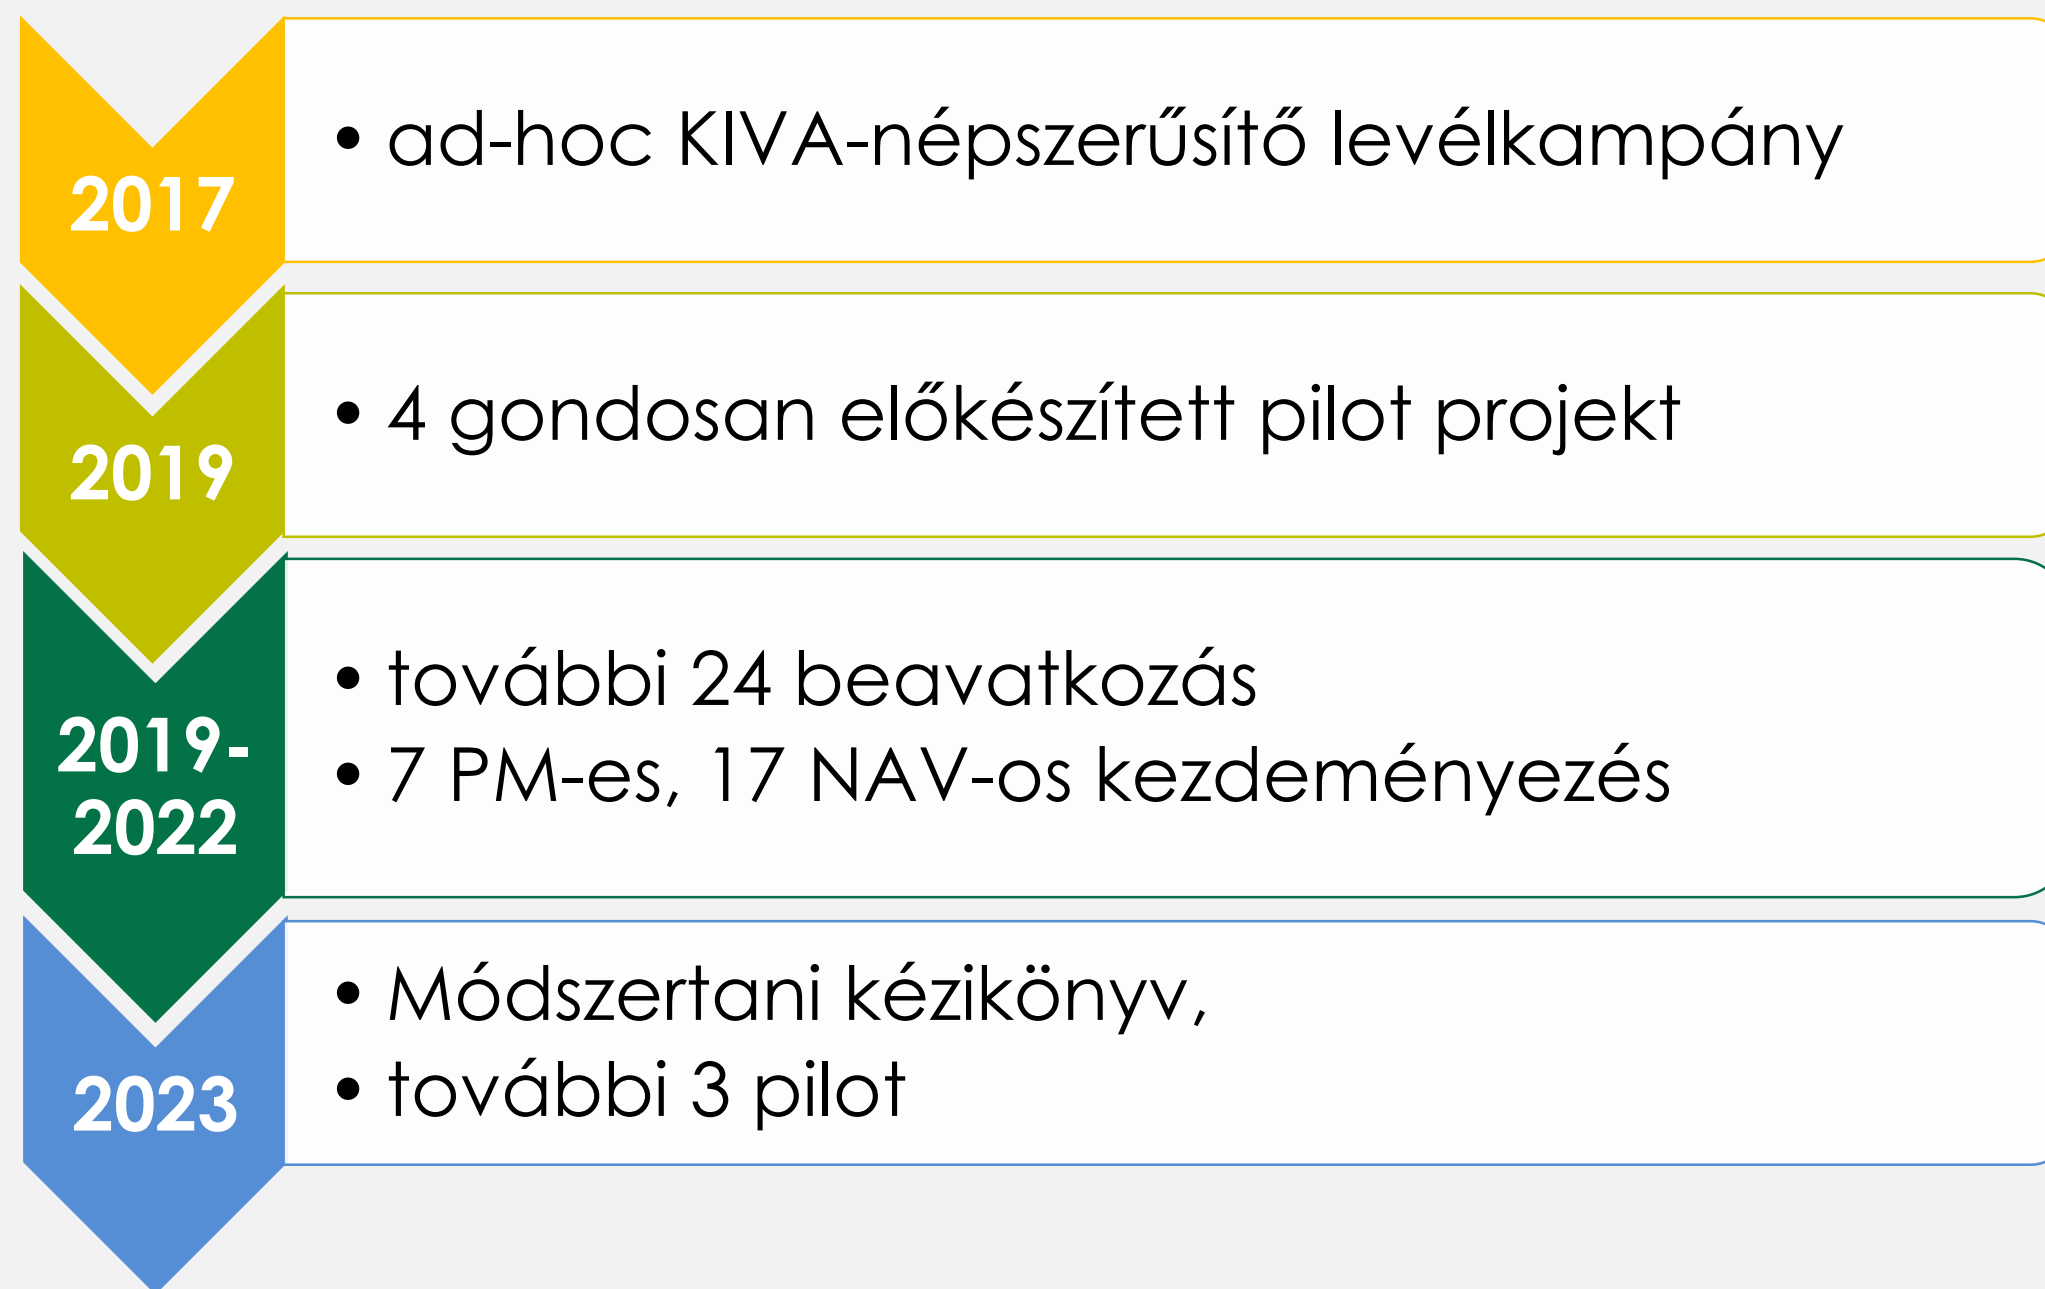 2017
• ad-hoc KIVA-népszerűsítő levélkampány
2019
• 4 gondosan előkészített pilot projekt
2019-
2022
• további 24 beavatkozás
• 7 PM-es, 17 NAV-os kezdeményezés
2023
• Módszertani kézikönyv,
• további 3 pilot